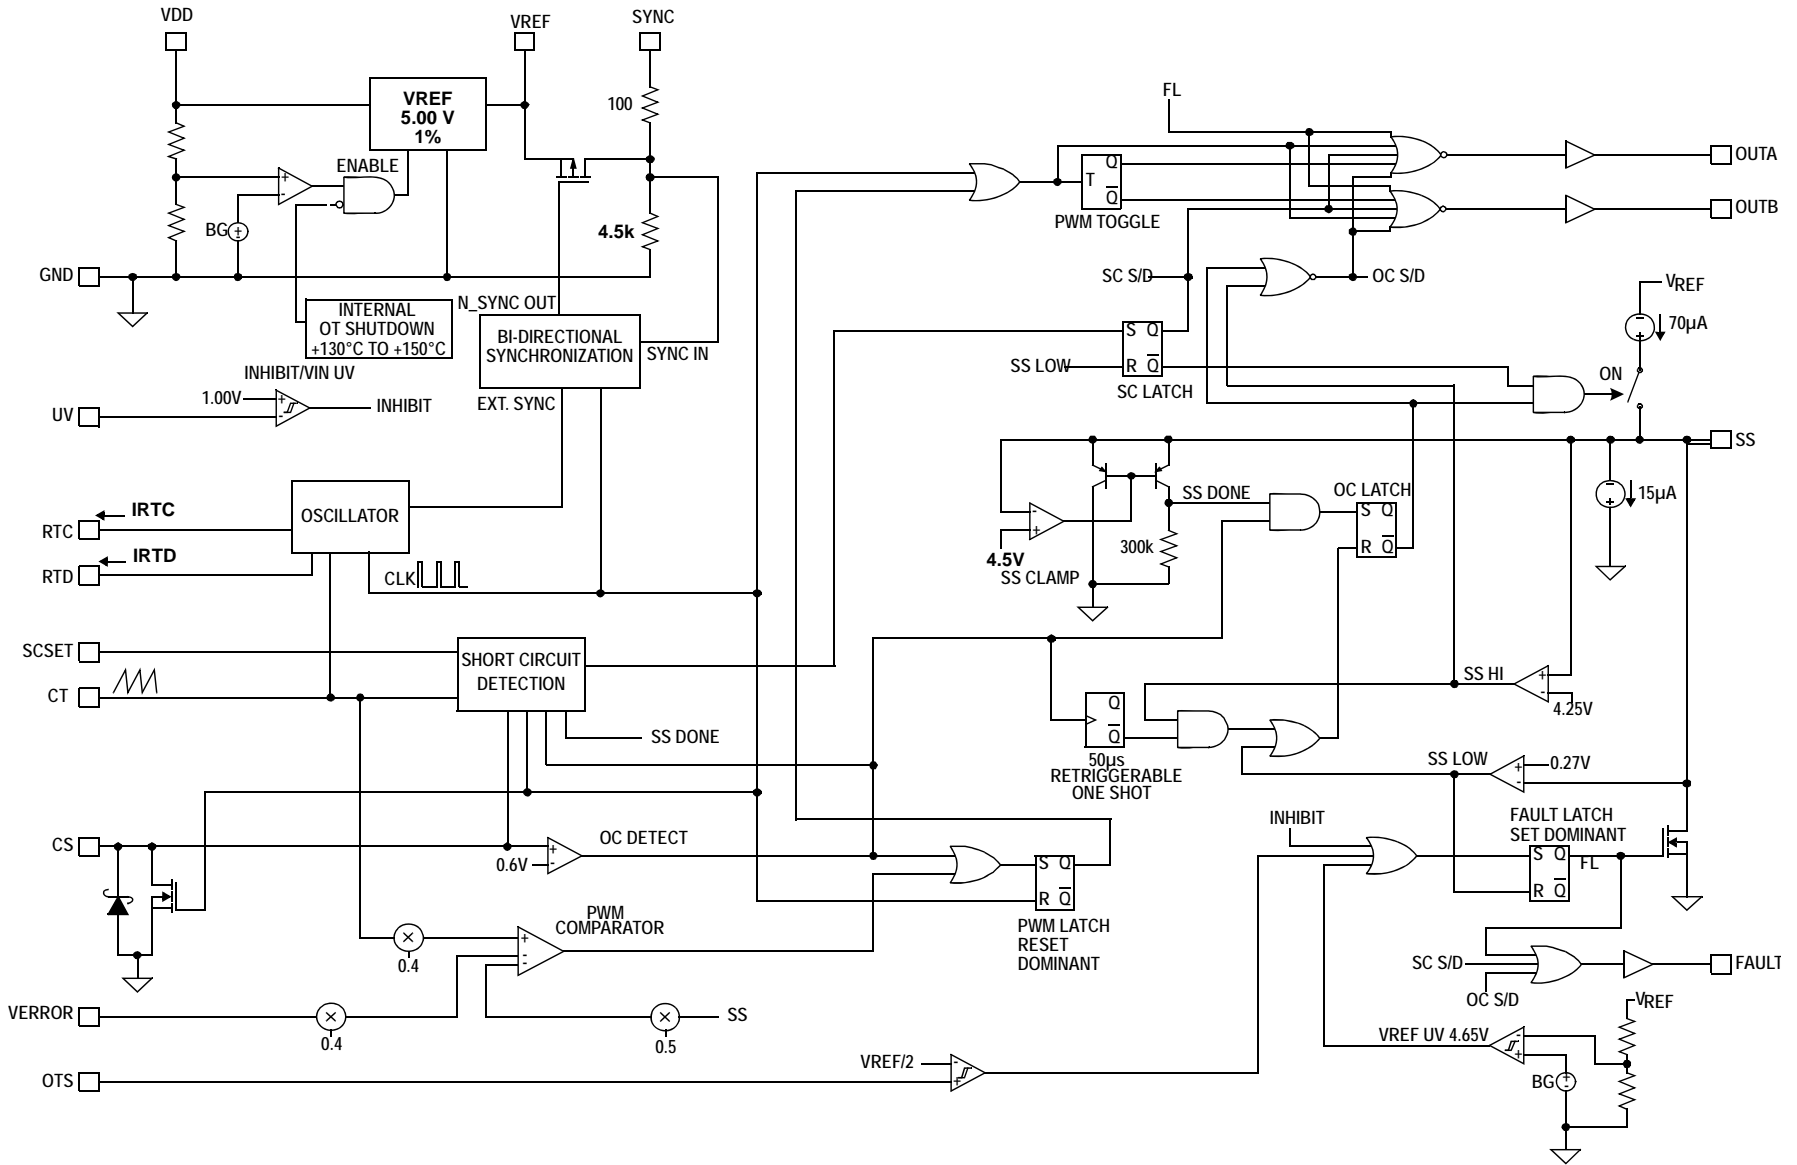 VDD
VREF
SYNC
VREF
5.00 V
1%
100
FL
ENABLE
Q
T
Q
PWM TOGGLE
OUTA
OUTB
+
-
BG
+
-
4.5k
GND
SC S/D
OC S/D
VREF
70µA
N_SYNC OUT
INTERNAL
OT SHUTDOWN
+130°C TO +150°C
BI-DIRECTIONAL
SYNCHRONIZATION
SYNC IN
S Q
R Q
SS LOW
SC LATCH
ON
INHIBIT/VIN UV
1.00V
+
-
INHIBIT
UV
EXT. SYNC
SS
15µA
SS DONE
OC LATCH
S Q
R Q
-
+
4.5V
SS CLAMP
300k
IRTC
RTC
OSCILLATOR
IRTD
RTD
CLK
SCSET
SHORT CIRCUIT
DETECTION
CT
SS DONE
SS HI
+
-
4.25V
Q
Q
50µs
RETRIGGERABLE
ONE SHOT
SS LOW
+
-
0.27V
CS
OC DETECT
+
-
0.6V
INHIBIT
FAULT LATCH
SET DOMINANT
S Q
FL
R Q
S Q
R Q
PWM LATCH
RESET
DOMINANT
PWM
COMPARATOR
+
-
-
×
0.4
SC S/D
OC S/D
FAULT
VERROR
×
0.4
×
0.5
SS
VREF
VREF UV 4.65V
-
+
BG
+
-
VREF/2
-
+
OTS